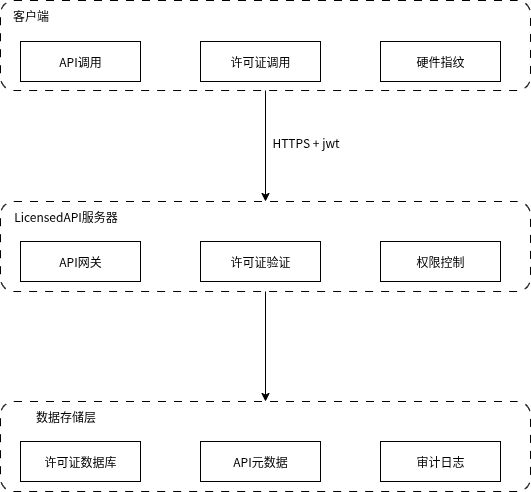 客户端
API调用
许可证调用
硬件指纹
HTTPS + jwt
LicensedAPI服务器
API网关
许可证验证
权限控制
数据存储层
许可证数据库
API元数据
审计日志